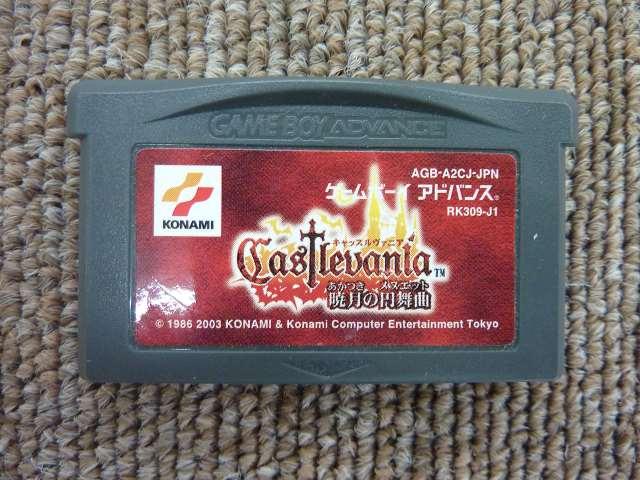 GAME BOY ADVANCE
AGB-A2CJ-JPN
ゲームボーイ アドバンス®
RK309-J1
KONAMI
キャッスルヴァニア
Castlevania™
あかつき メヌエット
暁月の円舞曲
© 1986 2003 KONAMI & Konami Computer Entertainment Tokyo